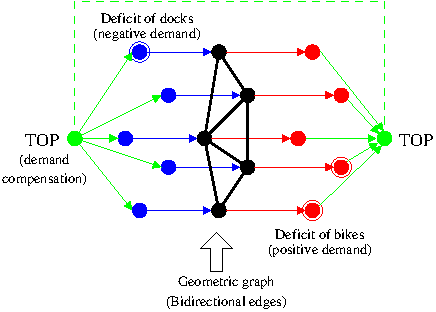 Deficit of docks
(negative demand)
TOP
(demand
compensation)
TOP
Deficit of bikes
(positive demand)
Geometric graph
(Bidirectional edges)